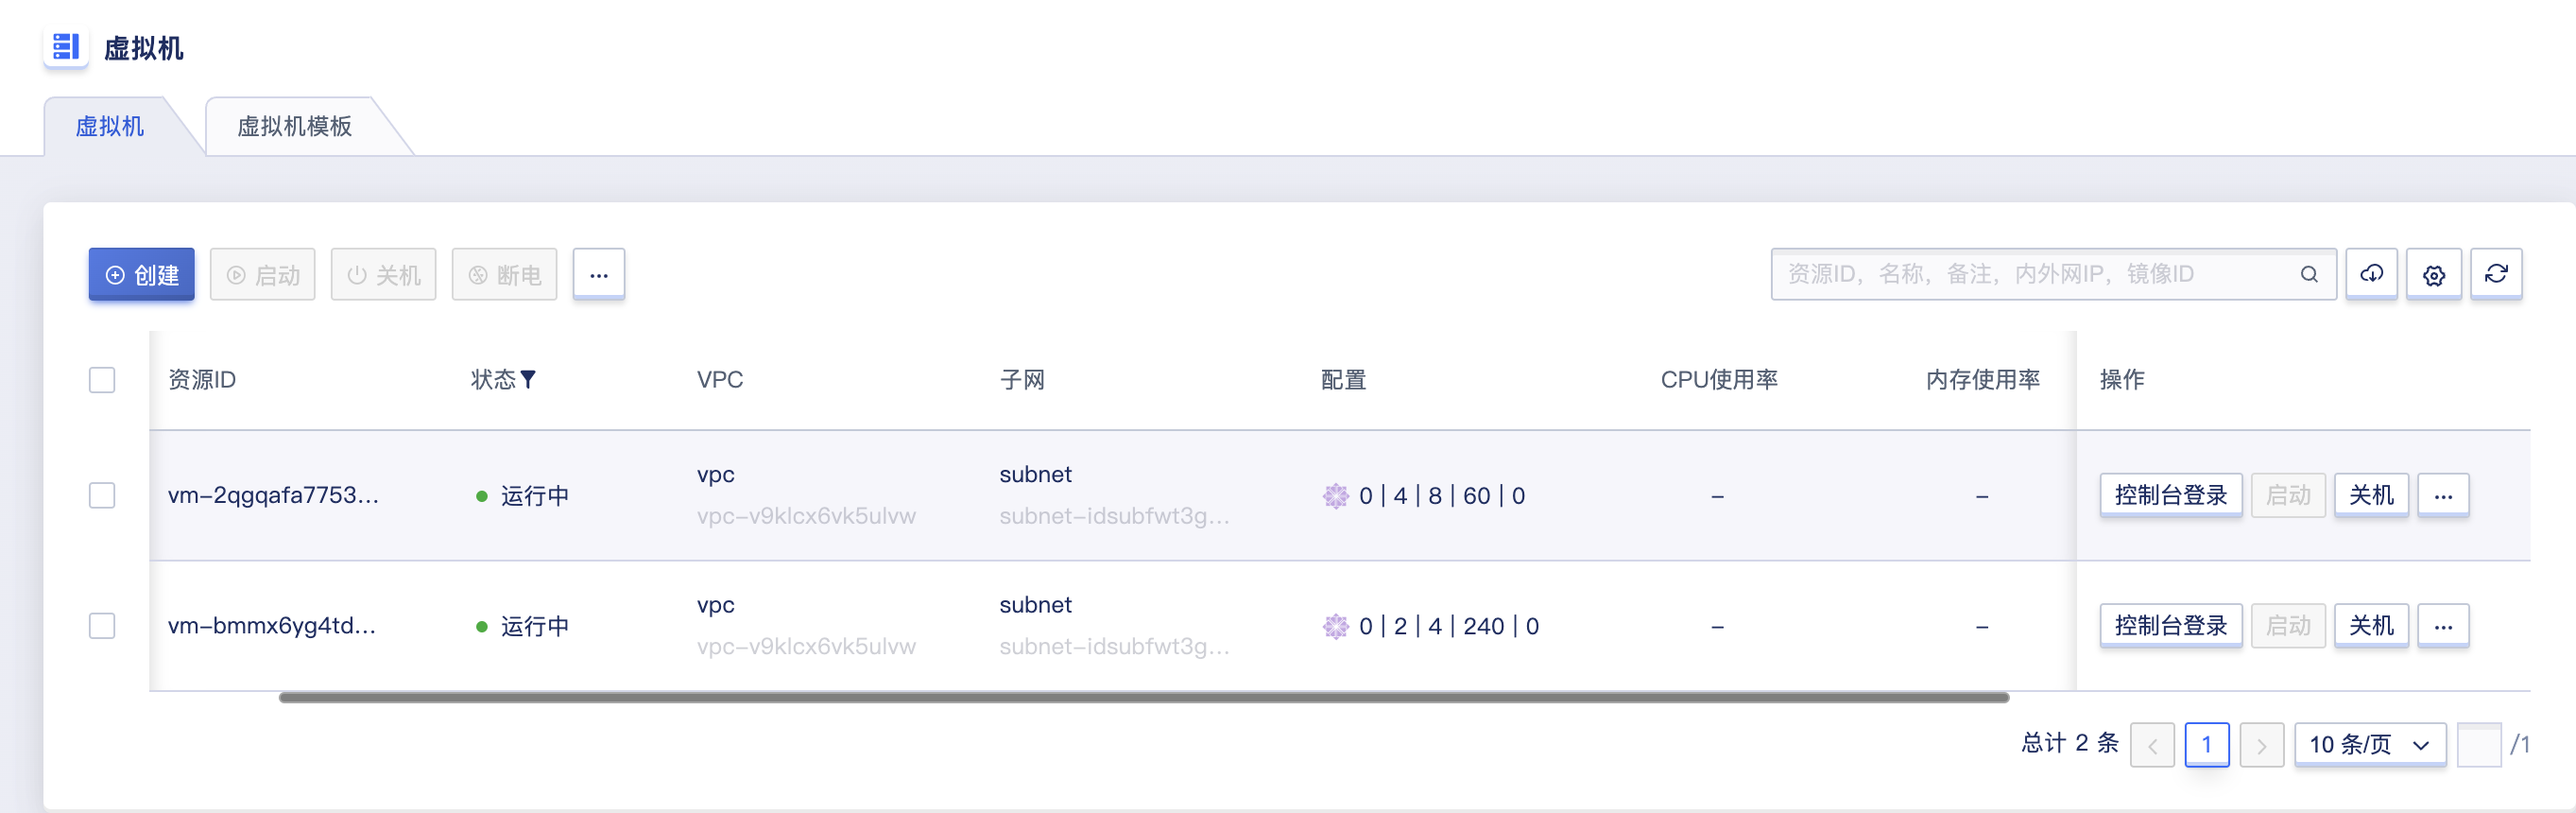 虚拟机
虚拟机 虚拟机模板
创建 启动 关机 断电 ... 资源ID，名称，备注，内外网IP，镜像ID
资源ID 状态 VPC 子网 配置 CPU使用率 内存使用率 操作
vm-2qgqafa7753... 运行中 vpc subnet 0 | 4 | 8 | 60 | 0 – – 控制台登录 启动 关机 ...
vpc-v9klcx6vk5ulvw subnet-idsubfwt3g...
vm-bmmx6yg4td... 运行中 vpc subnet 0 | 2 | 4 | 240 | 0 – – 控制台登录 启动 关机 ...
vpc-v9klcx6vk5ulvw subnet-idsubfwt3g...
总计 2 条 1 10 条/页 /1